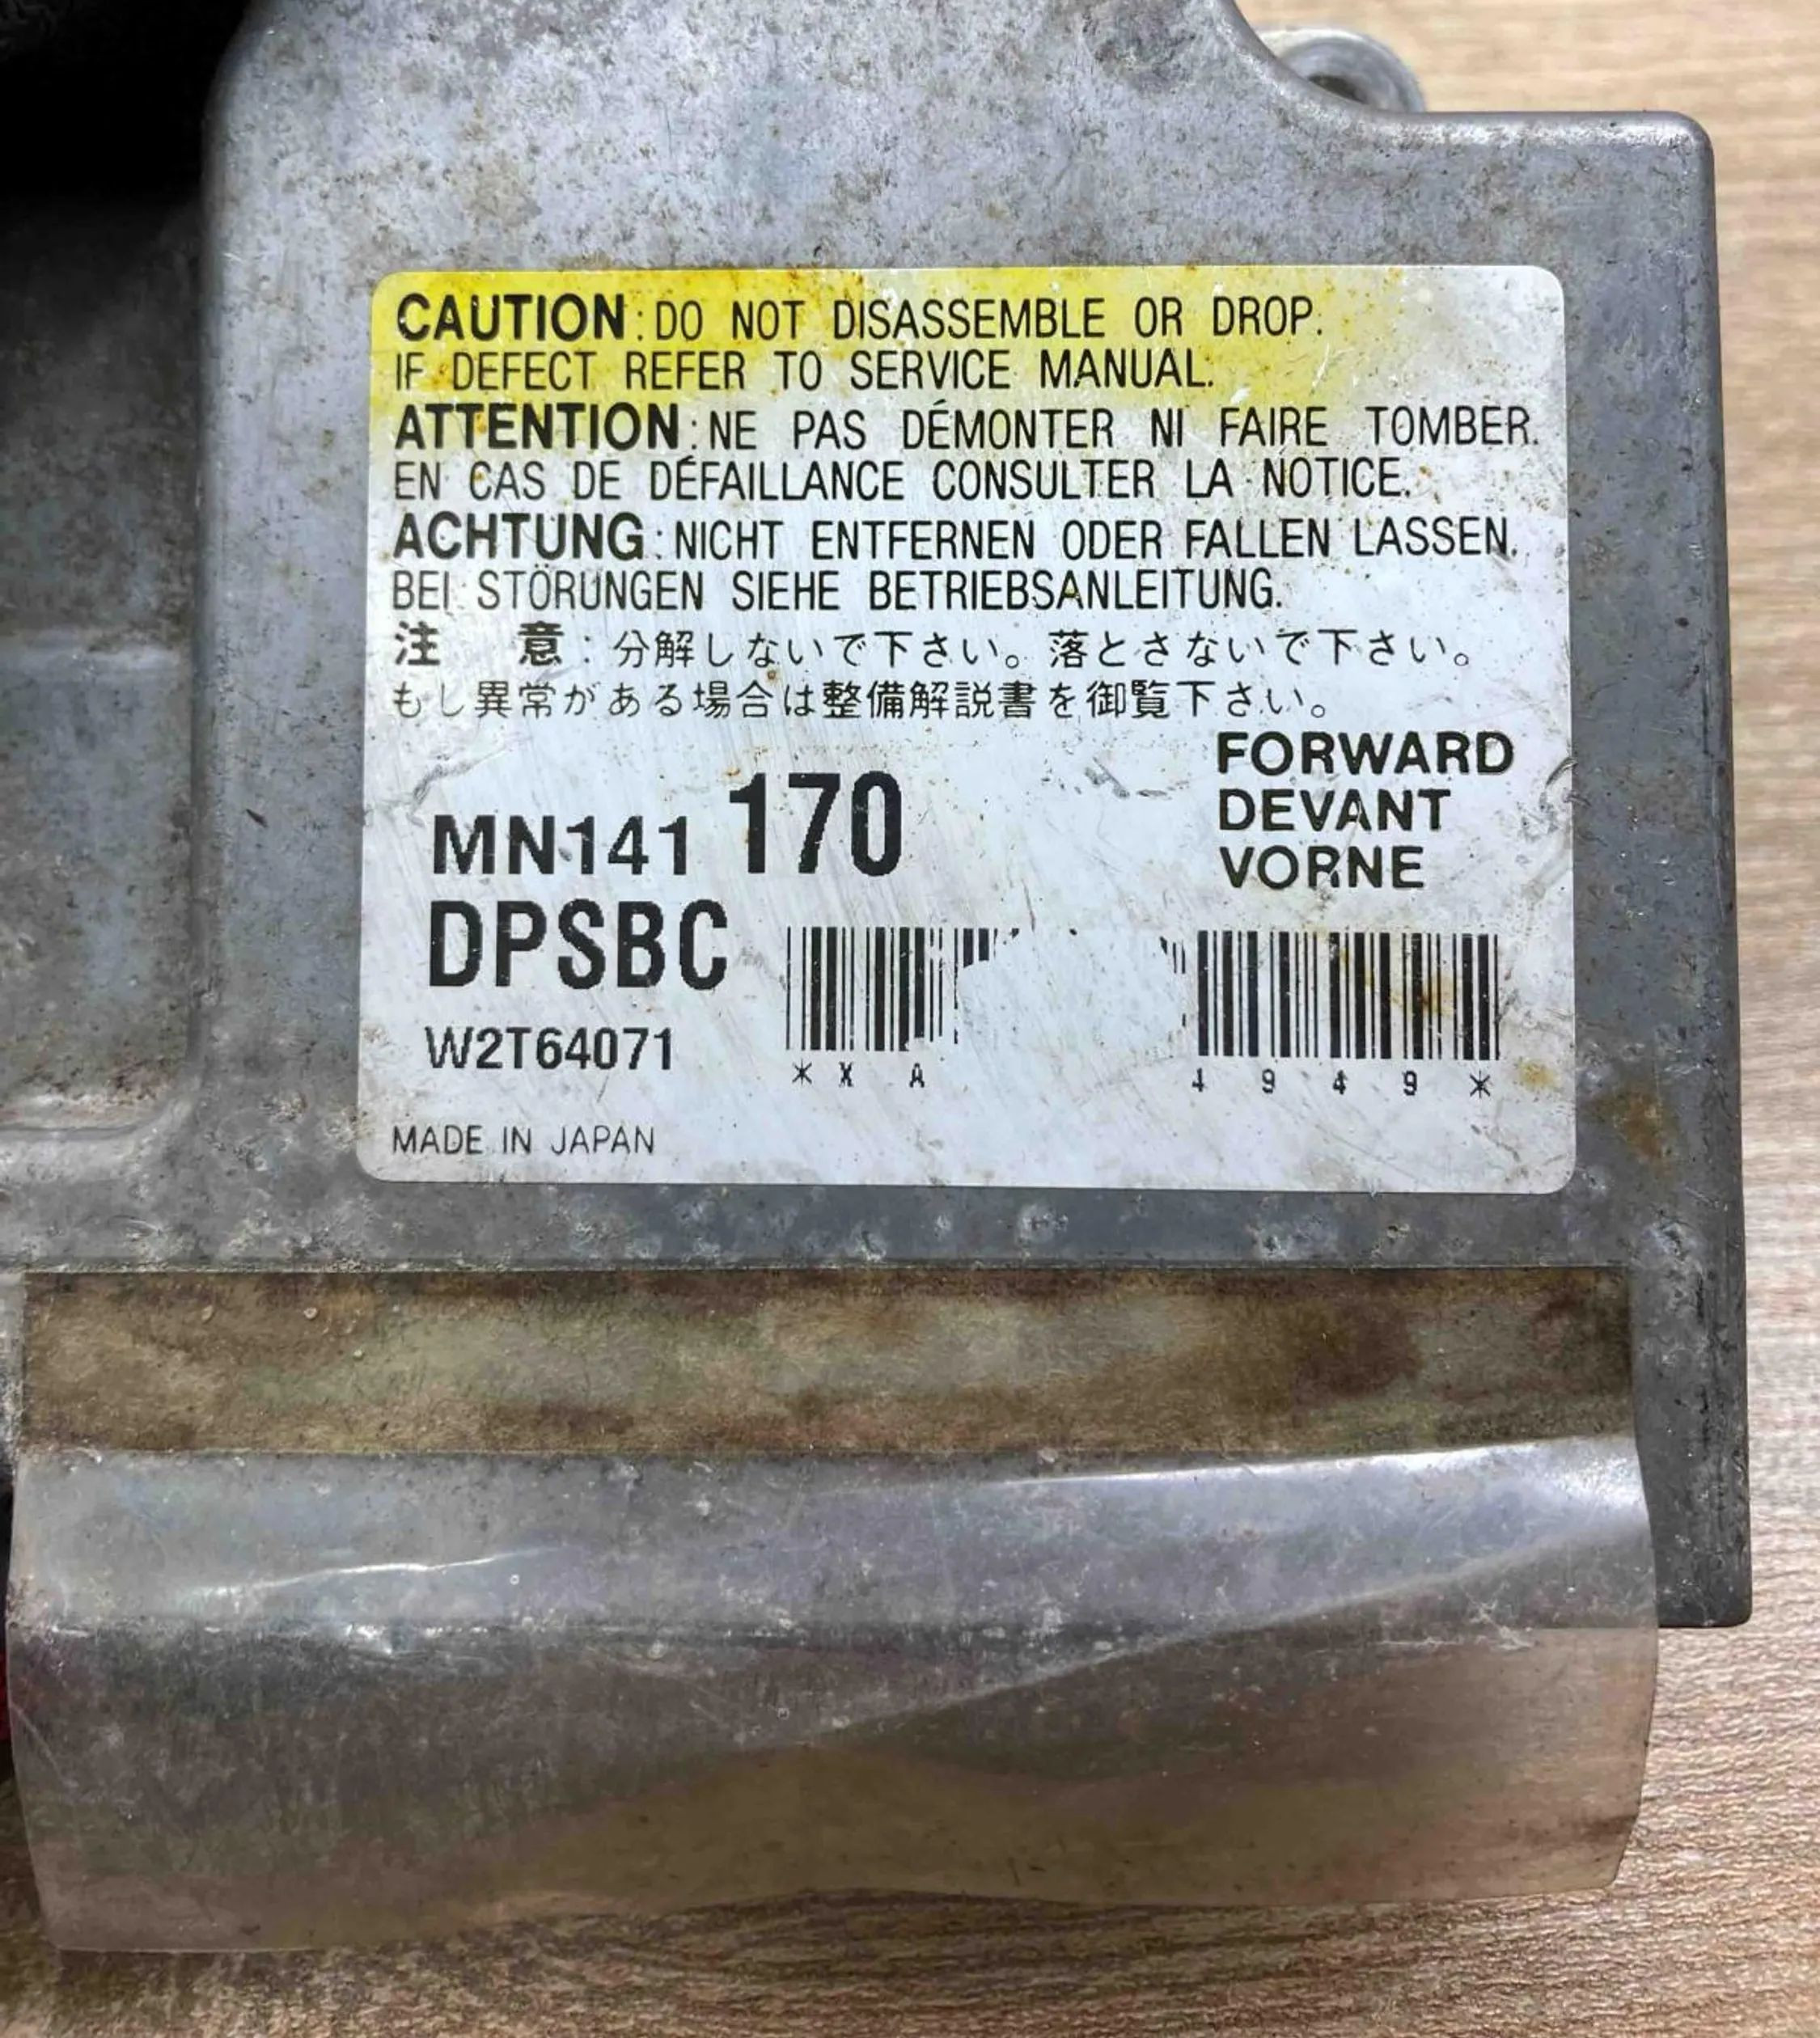 CAUTION:DO NOT DISASSEMBLE OR DROP.
IF DEFECT REFER TO SERVICE MANUAL.
ATTENTION:NE PAS DÉMONTER NI FAIRE TOMBER.
EN CAS DE DÉFAILLANCE CONSULTER LA NOTICE.
ACHTUNG:NICHT ENTFERNEN ODER FALLEN LASSEN.
BEI STÖRUNGEN SIEHE BETRIEBSANLEITUNG.
注 意:分解しないで下さい。落とさないで下さい。
もし異常がある場合は整備解説書を御覧下さい。
FORWARD
DEVANT
VORNE
MN141 170
DPSBC
W2T64071
*XA 4949*
MADE IN JAPAN